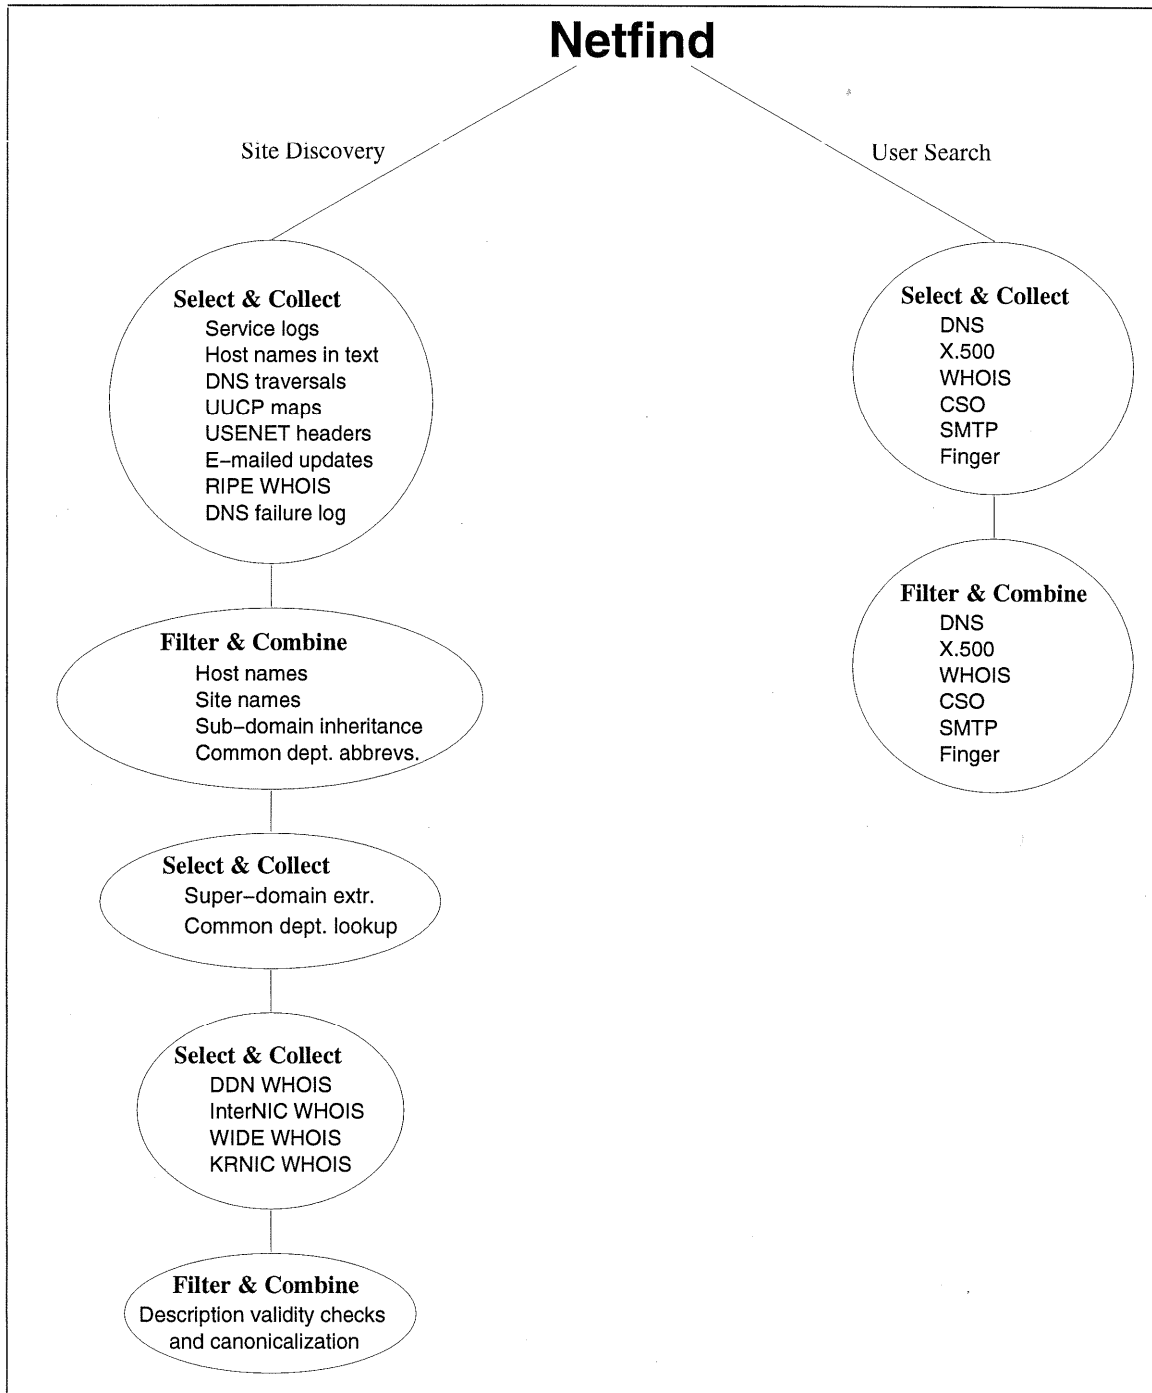 Netfind
Site Discovery
User Search
Select & Collect
Service logs
Host names in text
DNS traversals
UUCP maps
USENET headers
E–mailed updates
RIPE WHOIS
DNS failure log
Filter & Combine
Host names
Site names
Sub–domain inheritance
Common dept. abbrevs.
Select & Collect
Super–domain extr.
Common dept. lookup
Select & Collect
DDN WHOIS
InterNIC WHOIS
WIDE WHOIS
KRNIC WHOIS
Filter & Combine
Description validity checks
and canonicalization
Select & Collect
DNS
X.500
WHOIS
CSO
SMTP
Finger
Filter & Combine
DNS
X.500
WHOIS
CSO
SMTP
Finger